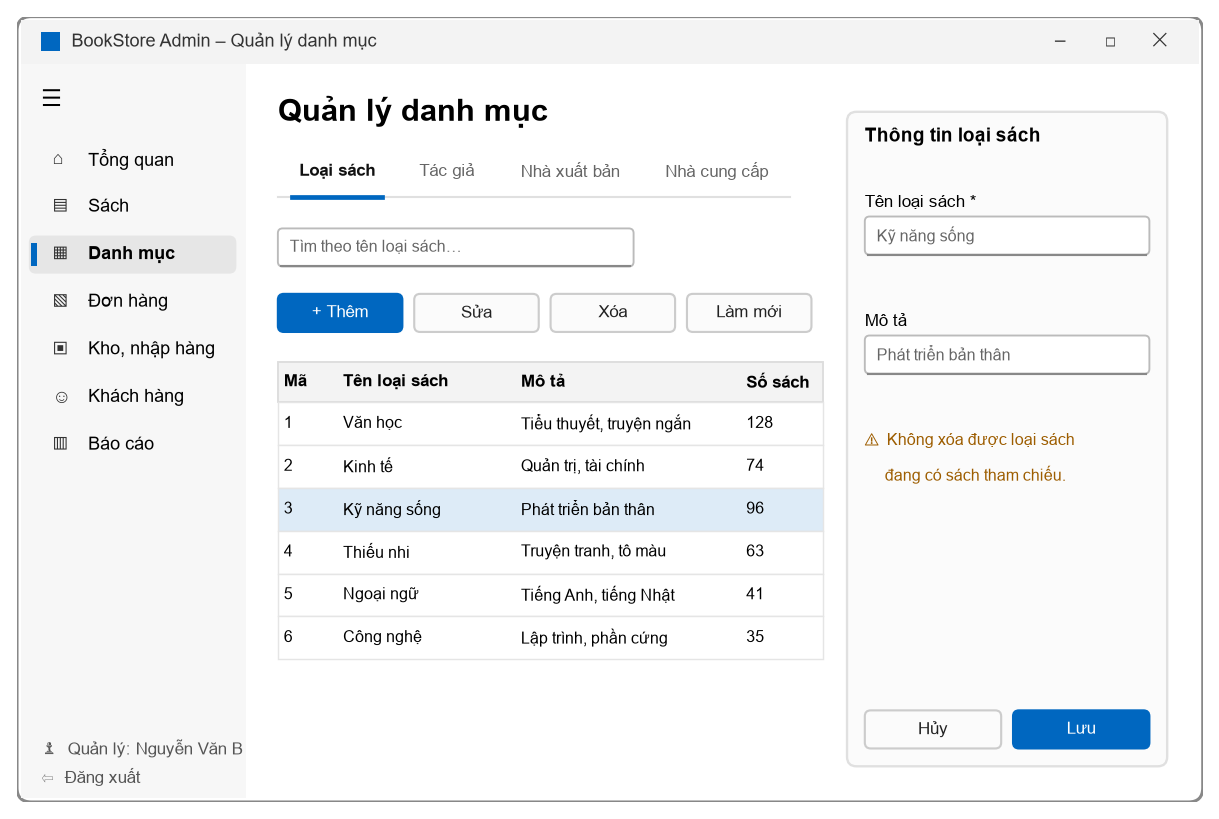 BookStore Admin – Quản lý danh mục
Tổng quan
Sách
Danh mục
Đơn hàng
Kho, nhập hàng
Khách hàng
Báo cáo
Quản lý: Nguyễn Văn B
Đăng xuất
Quản lý danh mục
Loại sách Tác giả Nhà xuất bản Nhà cung cấp
Tìm theo tên loại sách…
+ Thêm Sửa Xóa Làm mới
Mã Tên loại sách Mô tả Số sách
1 Văn học Tiểu thuyết, truyện ngắn 128
2 Kinh tế Quản trị, tài chính 74
3 Kỹ năng sống Phát triển bản thân 96
4 Thiếu nhi Truyện tranh, tô màu 63
5 Ngoại ngữ Tiếng Anh, tiếng Nhật 41
6 Công nghệ Lập trình, phần cứng 35
Thông tin loại sách
Tên loại sách *
Kỹ năng sống
Mô tả
Phát triển bản thân
⚠ Không xóa được loại sách
đang có sách tham chiếu.
Hủy Lưu